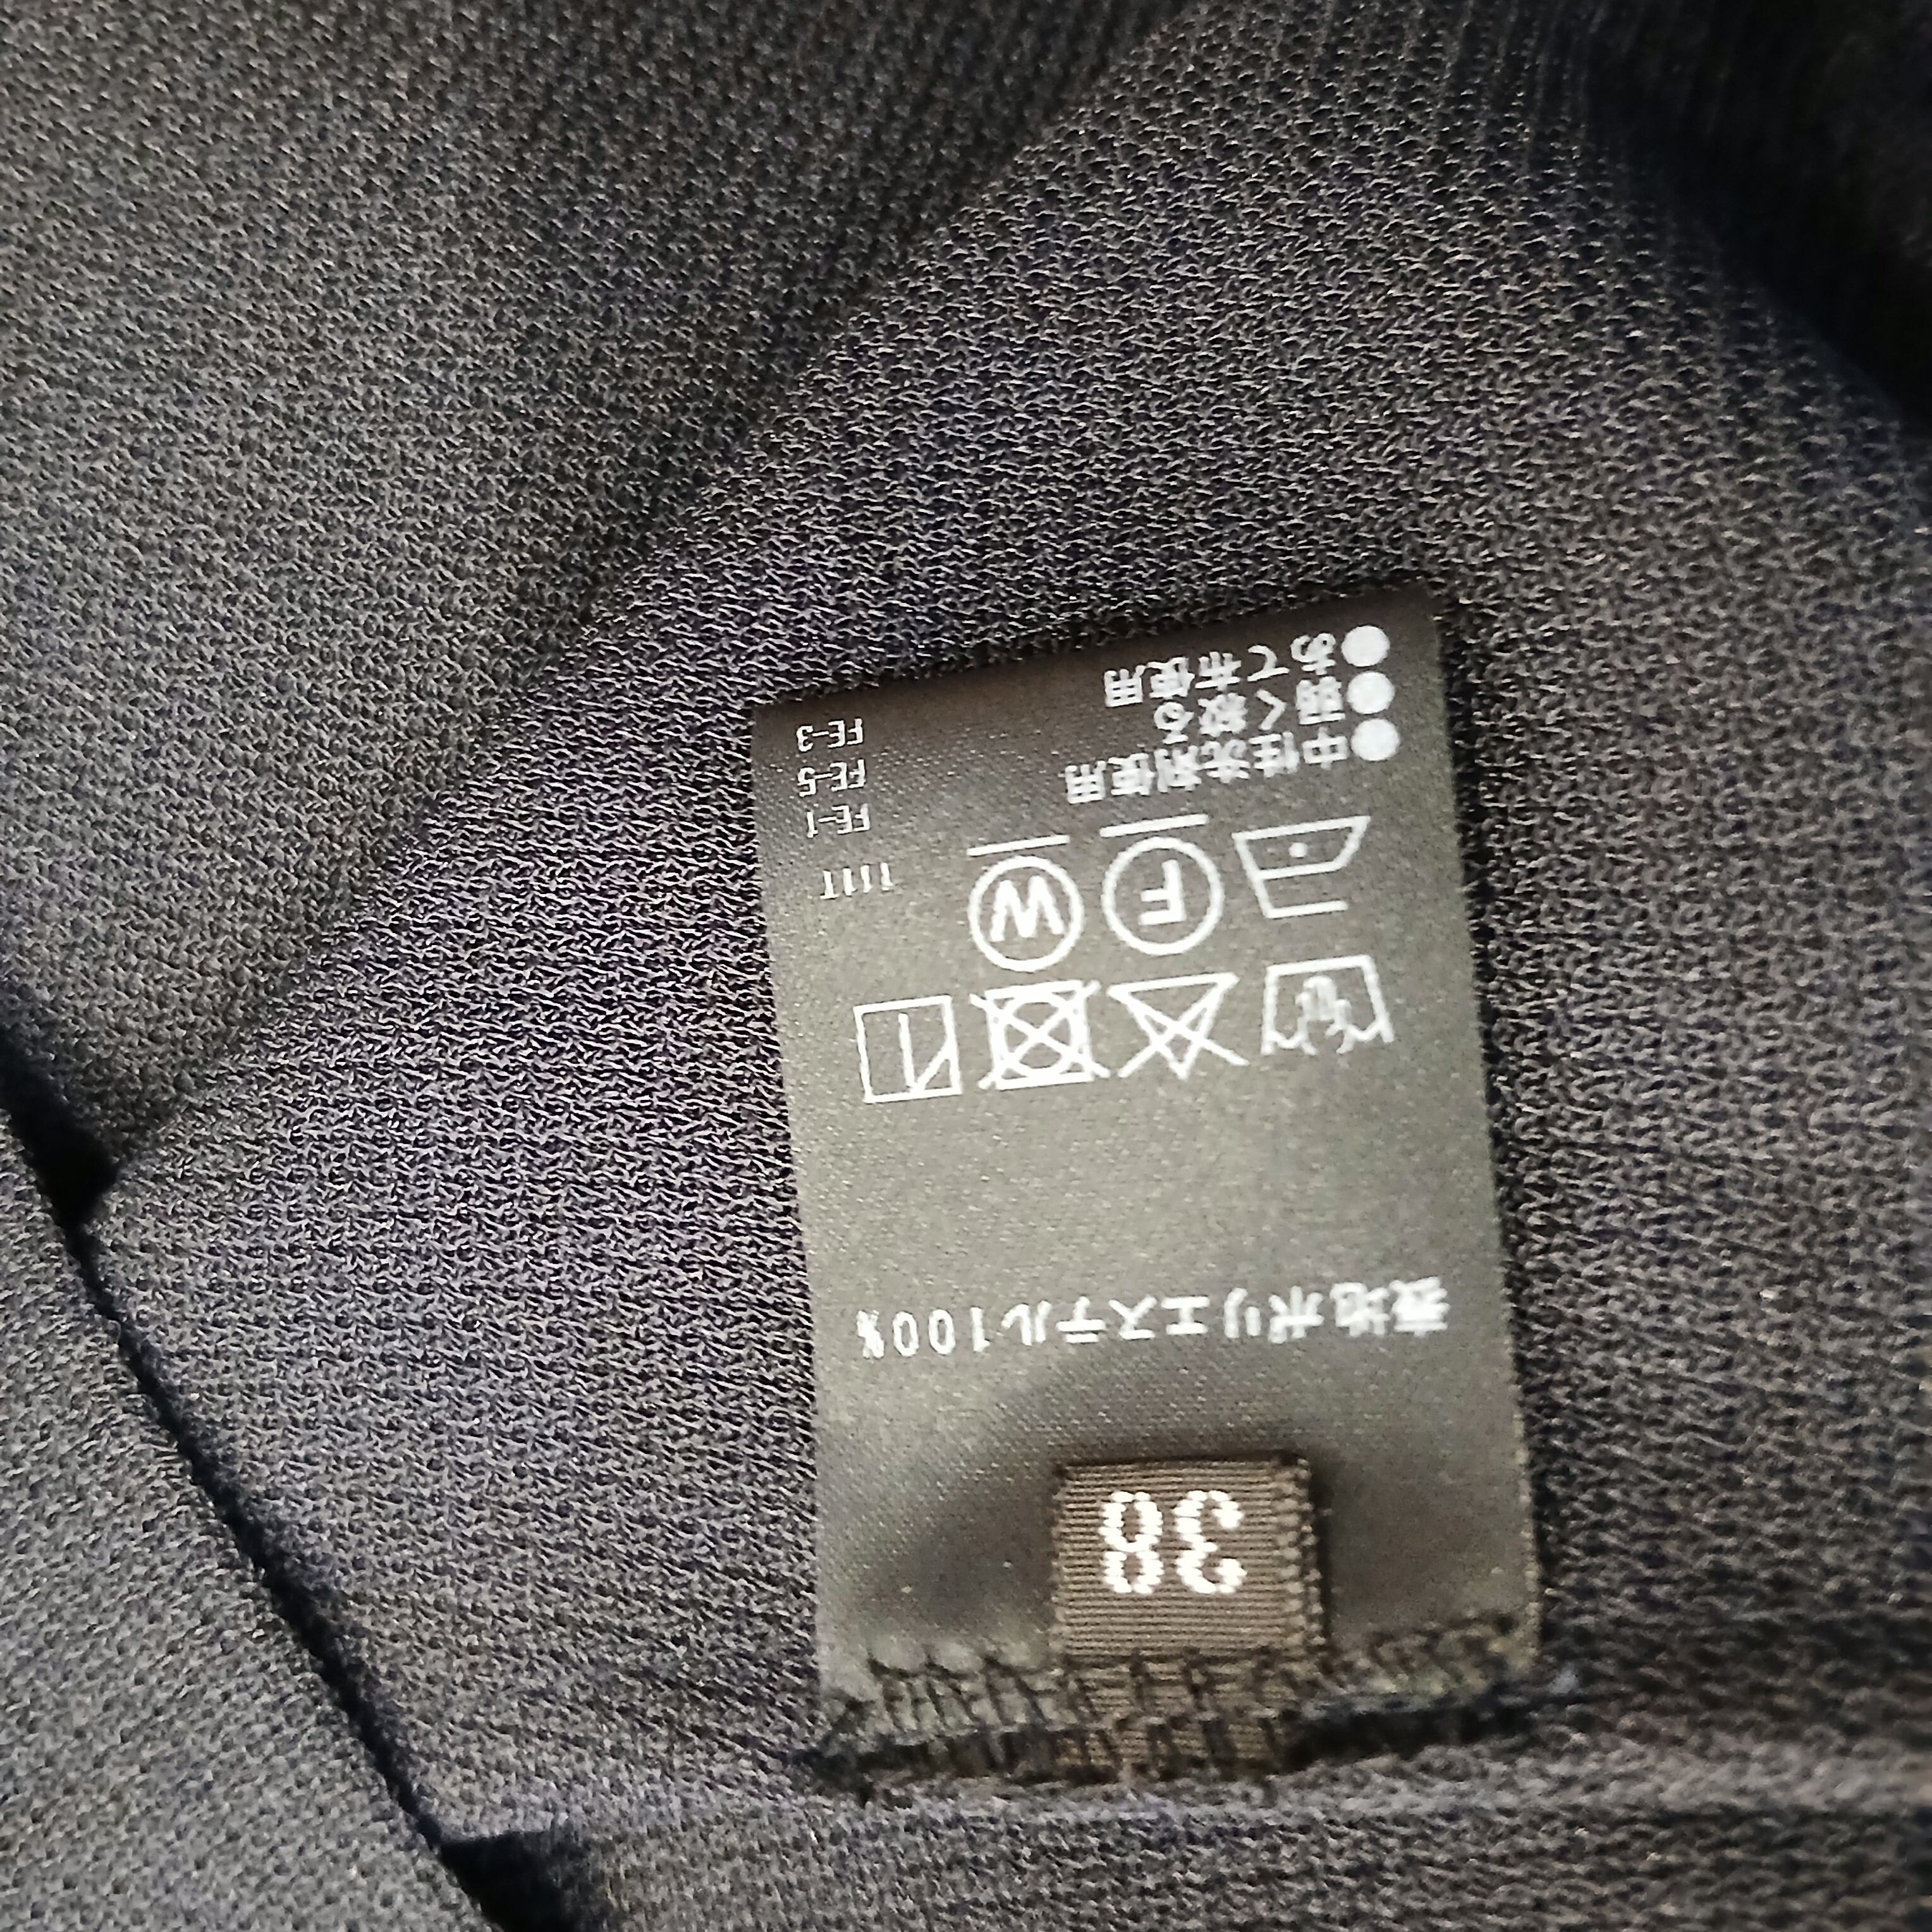 38
表地ポリエステル100%
F
W
●中性洗剤使用
●弱く絞る
●あて布使用
111T
FE-1
FE-5
FE-3